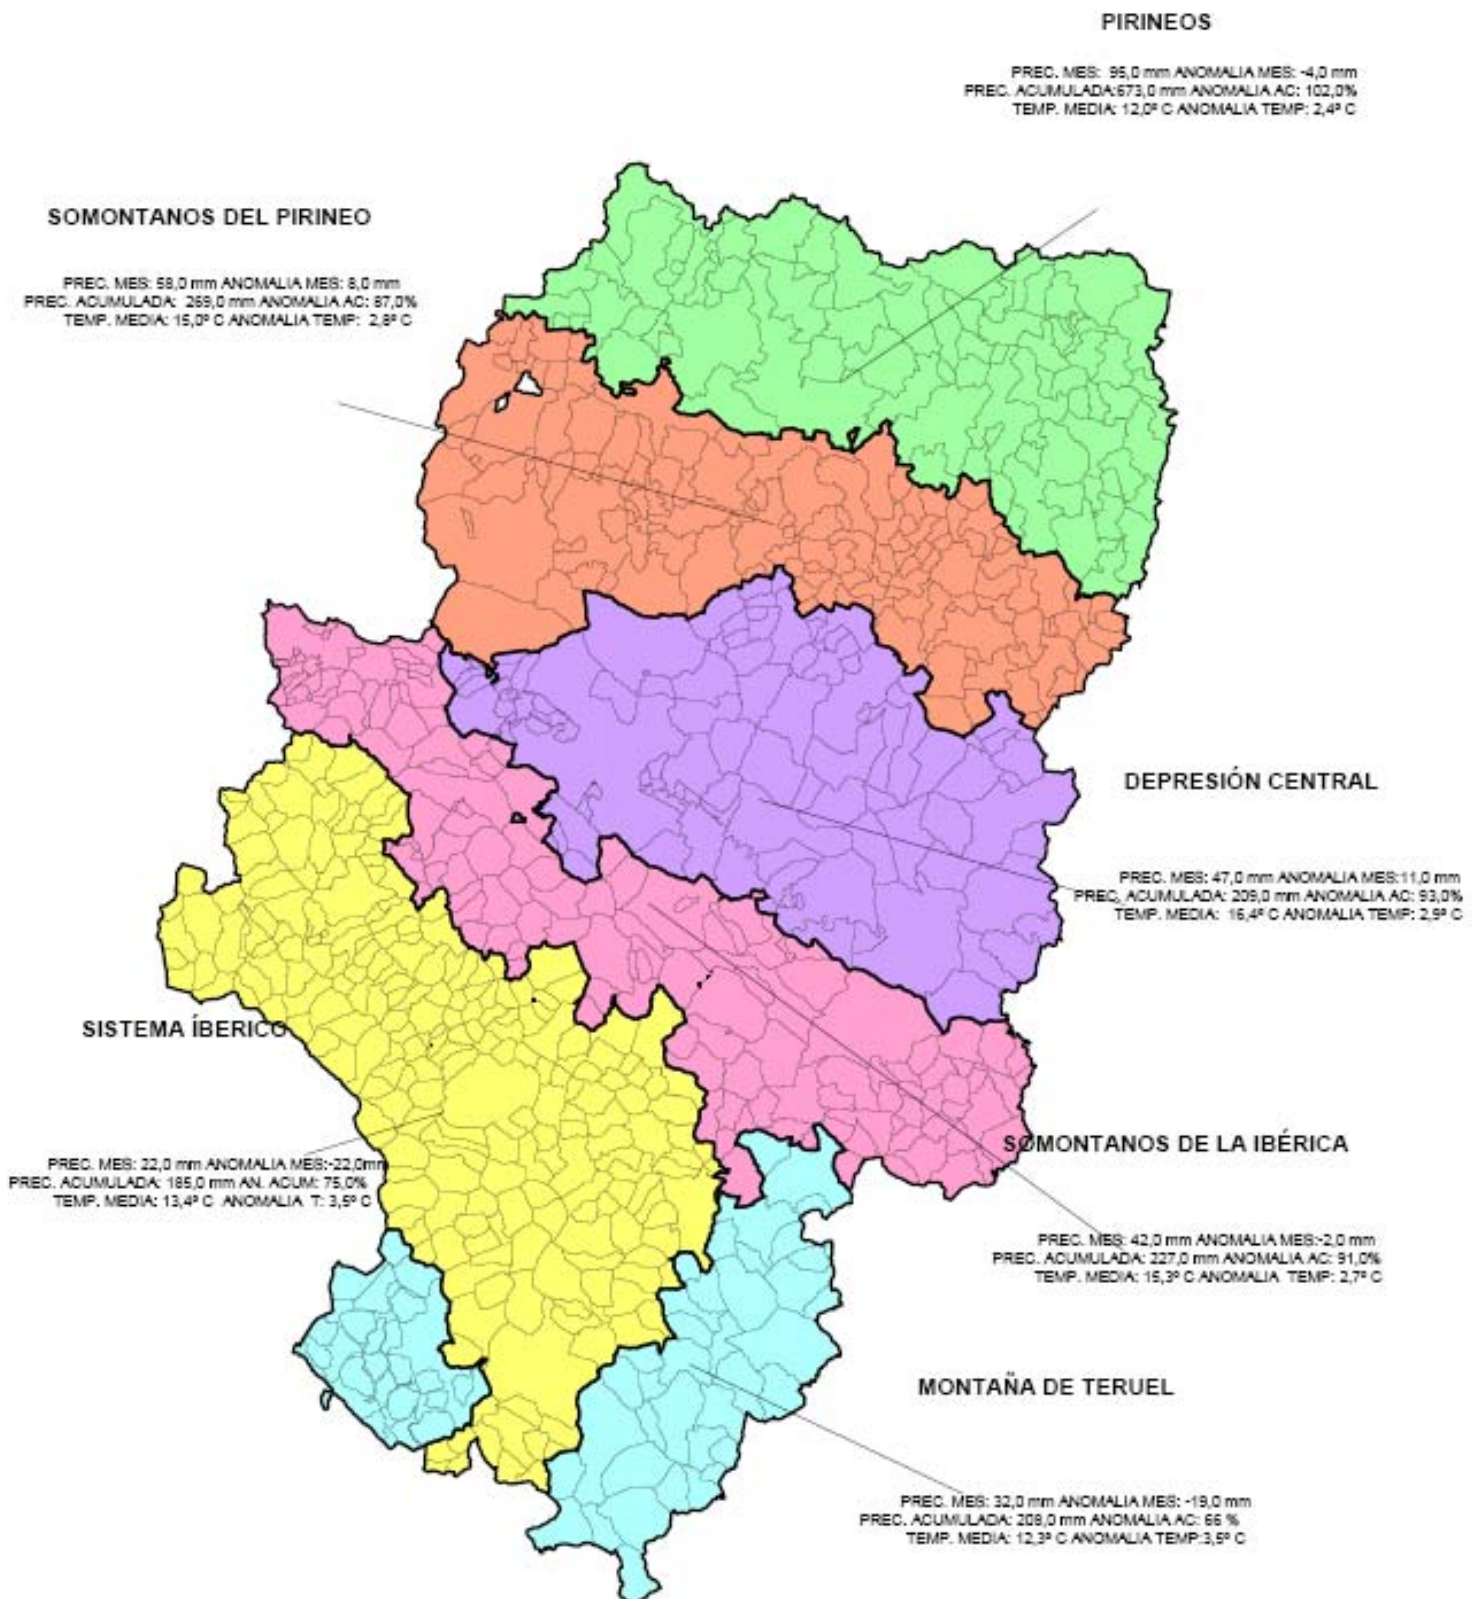 PIRINEOS
PREC. MES: 95,0 mm ANOMALIA MES: -4,0 mm
PREC. ACUMULADA:673,0 mm ANOMALIA AC: 102,0%
TEMP. MEDIA: 12,0º C ANOMALIA TEMP: 2,4º C
SOMONTANOS DEL PIRINEO
PREC. MES: 58,0 mm ANOMALIA MES: 8,0 mm
PREC. ACUMULADA: 269,0 mm ANOMALIA AC: 87,0%
TEMP. MEDIA: 15,0º C ANOMALIA TEMP: 2,8º C
DEPRESIÓN CENTRAL
PREC. MES: 47,0 mm ANOMALIA MES:11,0 mm
PREC. ACUMULADA: 209,0 mm ANOMALIA AC: 93,0%
TEMP. MEDIA: 16,4º C ANOMALIA TEMP: 2,9º C
SISTEMA ÍBERICO
PREC. MES: 22,0 mm ANOMALIA MES:-22,0mm
PREC. ACUMULADA: 185,0 mm AN. ACUM: 75,0%
TEMP. MEDIA: 13,4º C ANOMALIA T: 3,5º C
SOMONTANOS DE LA IBÉRICA
PREC. MES: 42,0 mm ANOMALIA MES:-2,0 mm
PREC. ACUMULADA: 227,0 mm ANOMALIA AC: 91,0%
TEMP. MEDIA: 15,3º C ANOMALIA TEMP: 2,7º C
MONTAÑA DE TERUEL
PREC. MES: 32,0 mm ANOMALIA MES: -19,0 mm
PREC. ACUMULADA: 208,0 mm ANOMALIA AC: 66 %
TEMP. MEDIA: 12,3º C ANOMALIA TEMP:3,5º C